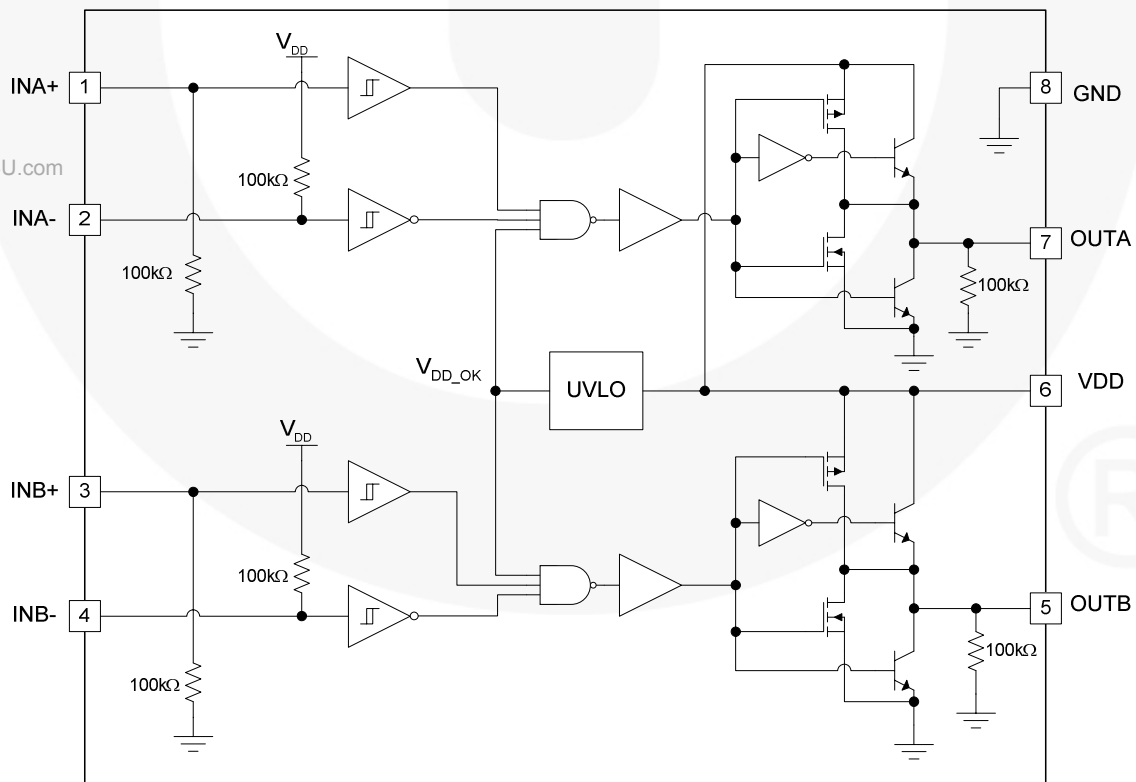 V_DD
INA+ 1
8 GND
U.com
100kΩ
INA- 2
7 OUTA
100kΩ
100kΩ
V_DD_OK
UVLO
6 VDD
V_DD
INB+ 3
®
100kΩ
INB- 4
5 OUTB
100kΩ
100kΩ